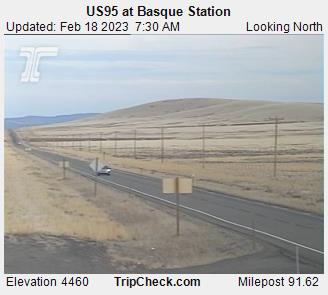 US95 at Basque Station
Updated: Feb 18 2023 7:30 AM Looking North
Elevation 4460 TripCheck.com Milepost 91.62